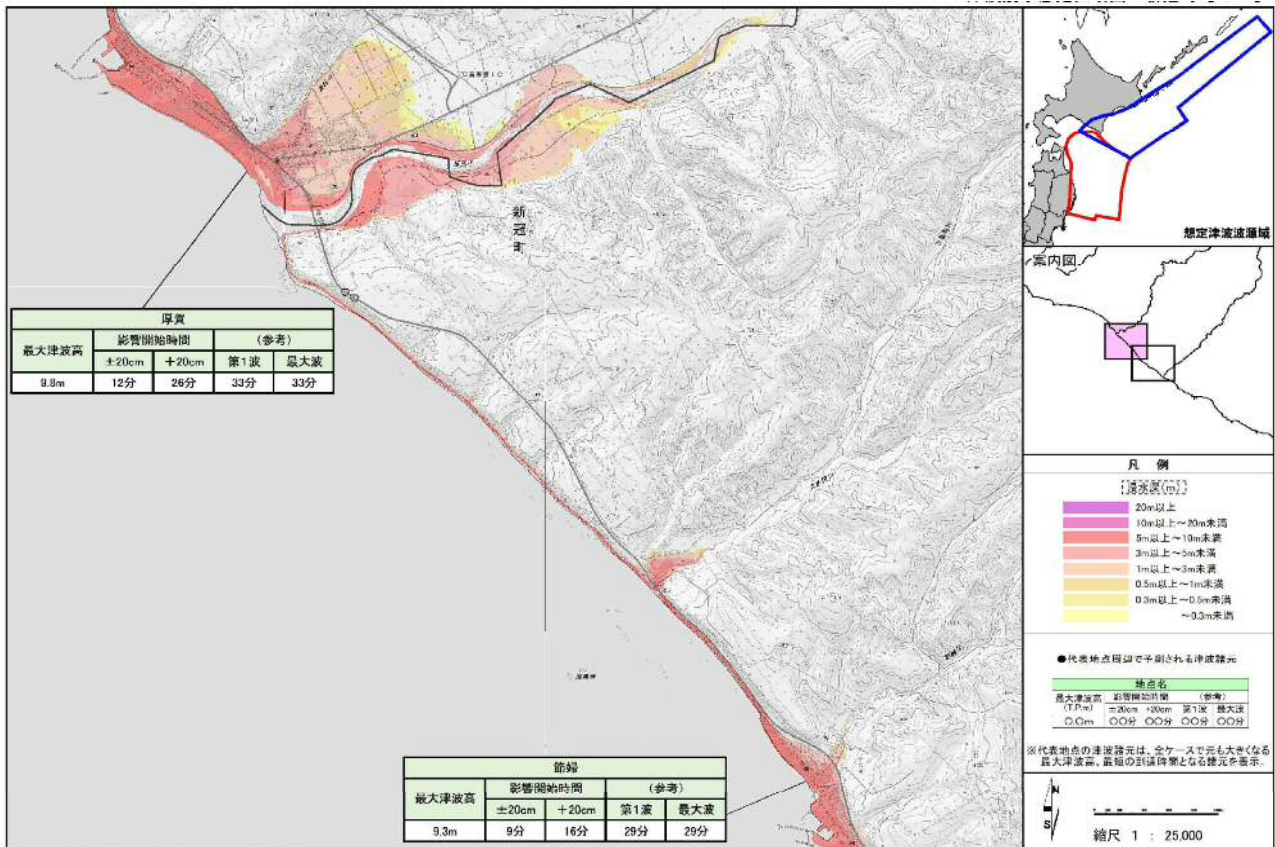 新冠町
厚賀
最大津波高 影響開始時間 (参考)
±20cm +20cm 第1波 最大波
9.8m 12分 26分 33分 33分
節婦
最大津波高 影響開始時間 (参考)
±20cm +20cm 第1波 最大波
9.3m 9分 16分 29分 29分
想定津波波源域
案内図
凡 例
浸水深(m)
20m以上
10m以上～20m未満
5m以上～10m未満
3m以上～5m未満
1m以上～3m未満
0.5m以上～1m未満
0.3m以上～0.5m未満
～0.3m未満
●代表地点周辺で予測される津波諸元
地点名
最大津波高 影響開始時間 (参考)
(T.P.m) ±20cm +20cm 第1波 最大波
〇.〇m 〇〇分 〇〇分 〇〇分 〇〇分
※代表地点の津波諸元は、全ケースで元も大きくなる
最大津波高、最短の到達時間となる諸元を表示。
N
S
縮尺 1 : 25,000